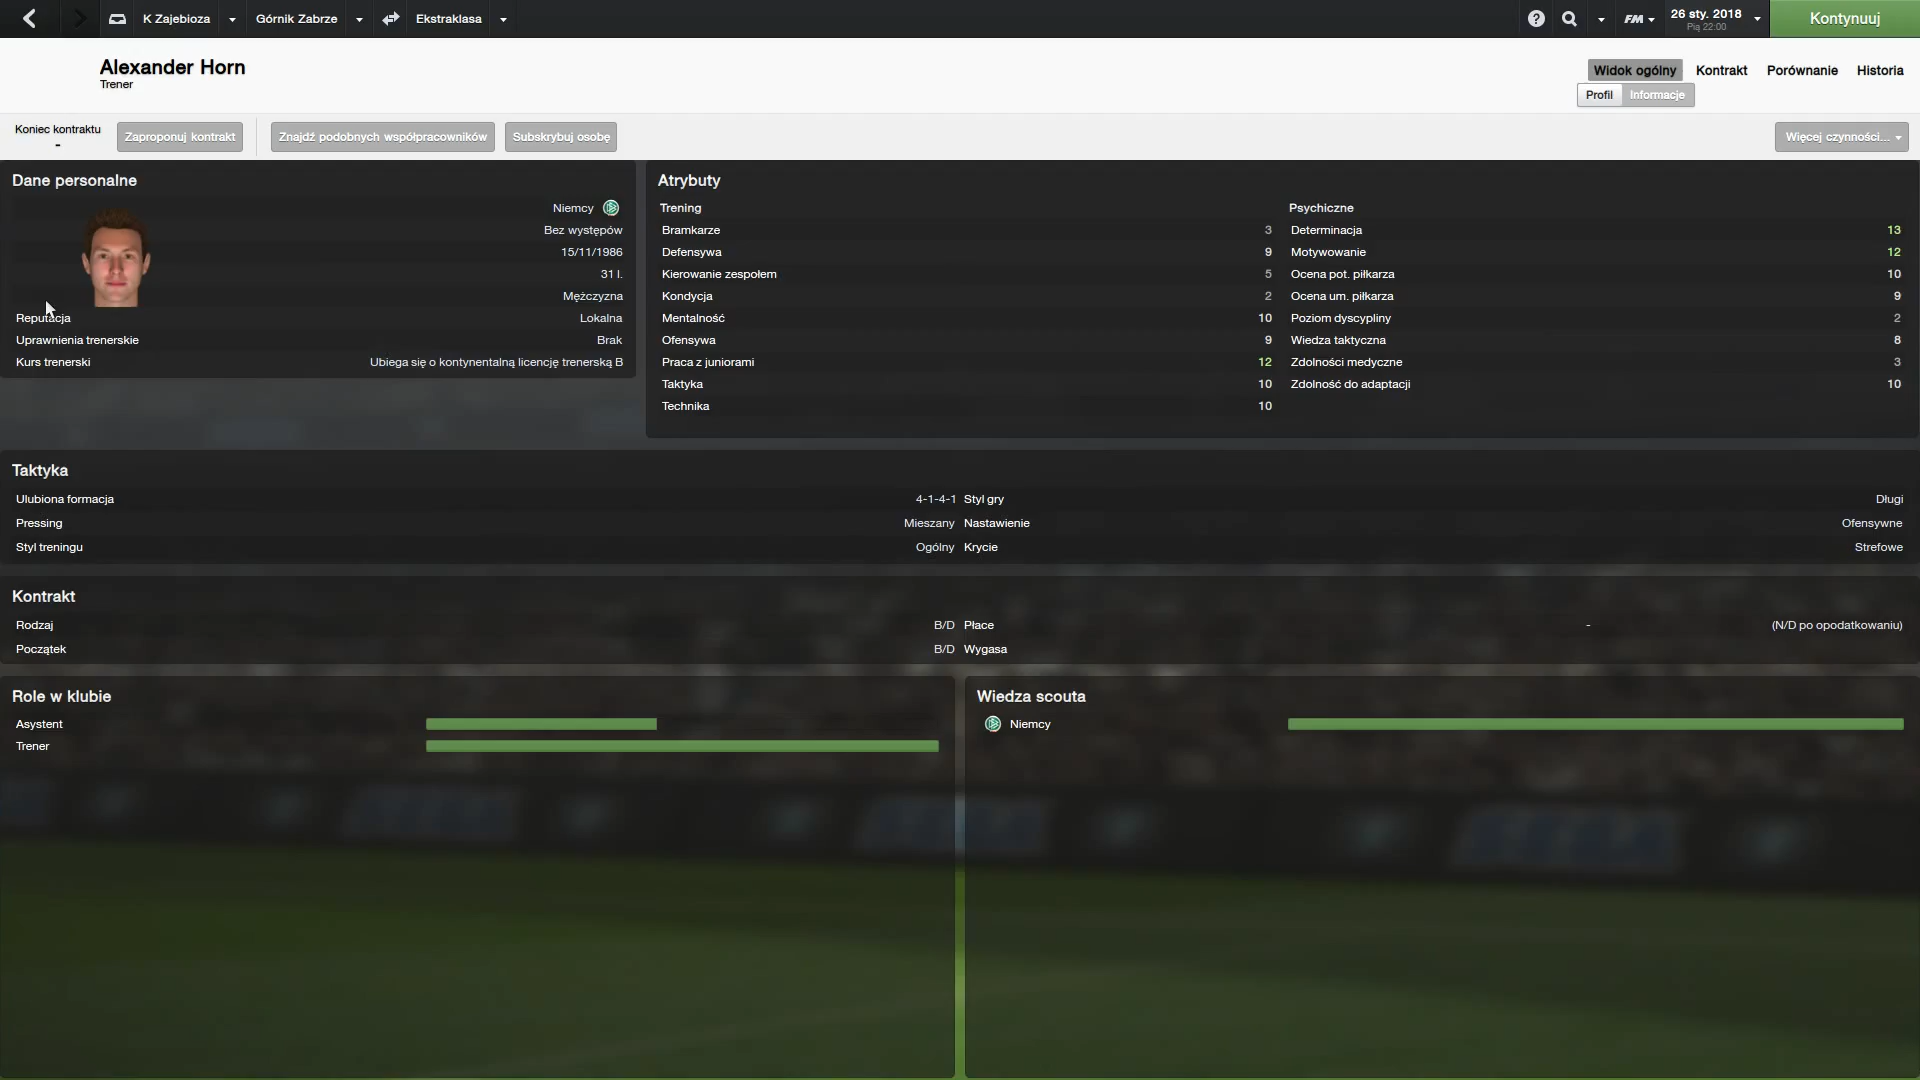 K Zajebioza
Górnik Zabrze
Ekstraklasa
FM
26 sty. 2018
Pią 22:00
Kontynuuj
Alexander Horn
Trener
Widok ogólny
Kontrakt
Porównanie
Historia
Profil
Informacje
Koniec kontraktu
-
Zaproponuj kontrakt
Znajdź podobnych współpracowników
Subskrybuj osobę
Więcej czynności...
Dane personalne
Niemcy
Bez występów
15/11/1986
31 l.
Mężczyzna
Reputacja Lokalna
Uprawnienia trenerskie Brak
Kurs trenerski Ubiega się o kontynentalną licencję trenerską B
Atrybuty
Trening
Bramkarze 3
Defensywa 9
Kierowanie zespołem 5
Kondycja 2
Mentalność 10
Ofensywa 9
Praca z juniorami 12
Taktyka 10
Technika 10
Psychiczne
Determinacja 13
Motywowanie 12
Ocena pot. piłkarza 10
Ocena um. piłkarza 9
Poziom dyscypliny 2
Wiedza taktyczna 8
Zdolności medyczne 3
Zdolność do adaptacji 10
Taktyka
Ulubiona formacja 4-1-4-1 Styl gry Długi
Pressing Mieszany Nastawienie Ofensywne
Styl treningu Ogólny Krycie Strefowe
Kontrakt
Rodzaj B/D Płace - (N/D po opodatkowaniu)
Początek B/D Wygasa
Role w klubie
Asystent
Trener
Wiedza scouta
Niemcy